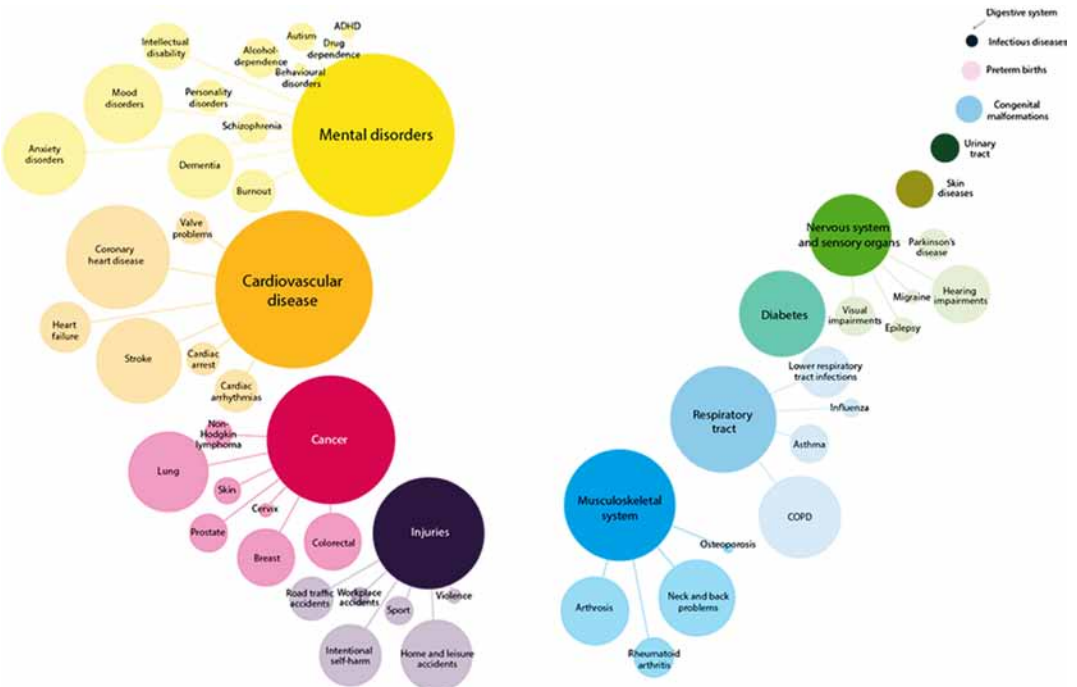 ADHD
Autism
Drug
dependence
Intellectual
disability
Alcohol-
dependence
Behavioural
disorders
Mood
disorders
Personality
disorders
Mental disorders
Schizophrenia
Anxiety
disorders
Dementia
Burnout
Valve
problems
Coronary
heart disease
Cardiovascular
disease
Heart
failure
Stroke
Cardiac
arrest
Cardiac
arrhythmias
Non-
Hodgkin
lymphoma
Cancer
Lung
Skin
Cervix
Prostate
Breast
Colorectal
Injuries
Road traffic
accidents
Workplace
accidents
Violence
Sport
Intentional
self-harm
Home and leisure
accidents
Digestive system
Infectious diseases
Preterm births
Congenital
malformations
Urinary
tract
Skin
diseases
Nervous system
and sensory organs
Parkinson's
disease
Hearing
impairments
Migraine
Visual
impairments
Epilepsy
Diabetes
Lower respiratory
tract infections
Influenza
Respiratory
tract
Asthma
COPD
Musculoskeletal
system
Osteoporosis
Neck and back
problems
Arthrosis
Rheumatoid
arthritis